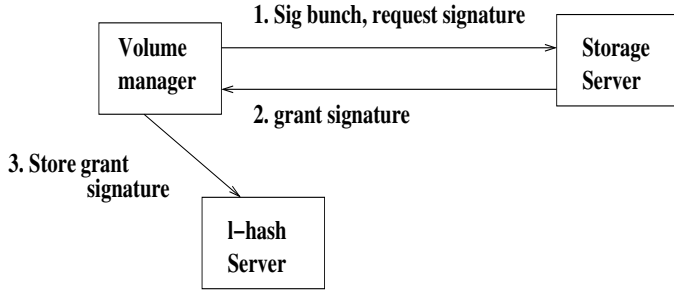 1. Sig bunch, request signature
Volume
manager
Storage
Server
2. grant signature
3. Store grant
signature
l-hash
Server